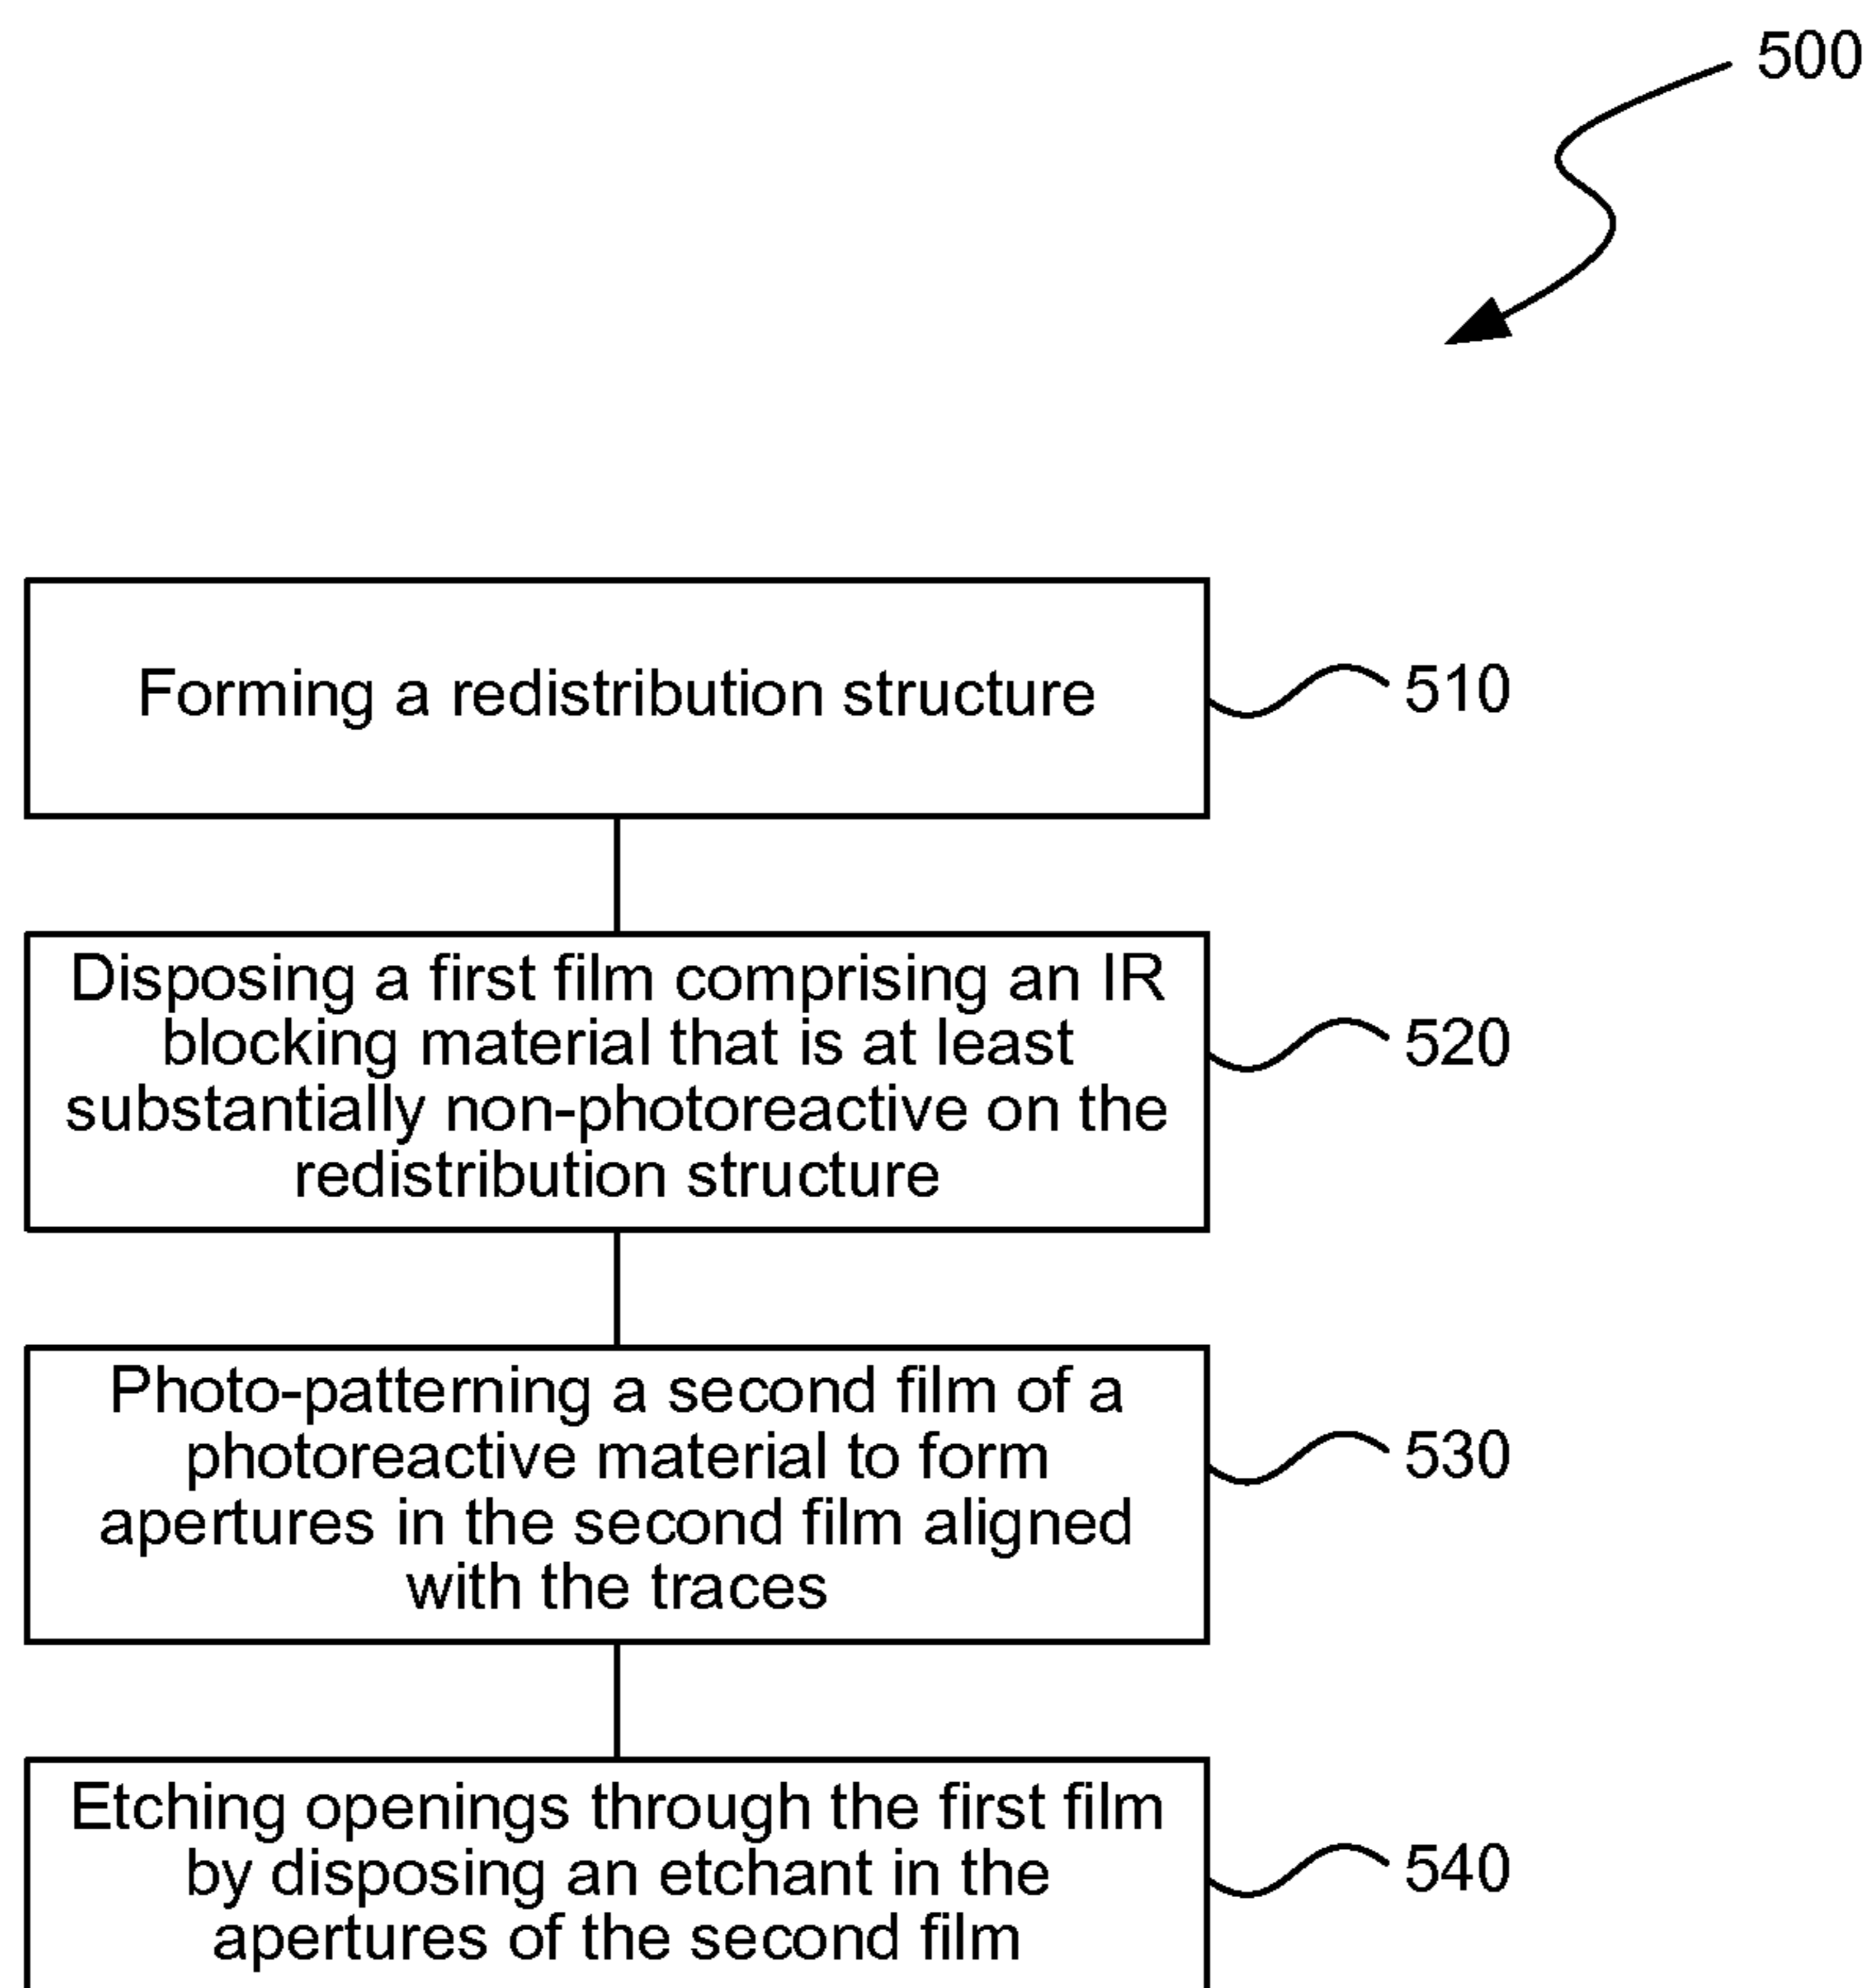 500
Forming a redistribution structure
510
Disposing a first film comprising an IR
blocking material that is at least
substantially non-photoreactive on the
redistribution structure
520
Photo-patterning a second film of a
photoreactive material to form
apertures in the second film aligned
with the traces
530
Etching openings through the first film
by disposing an etchant in the
apertures of the second film
540